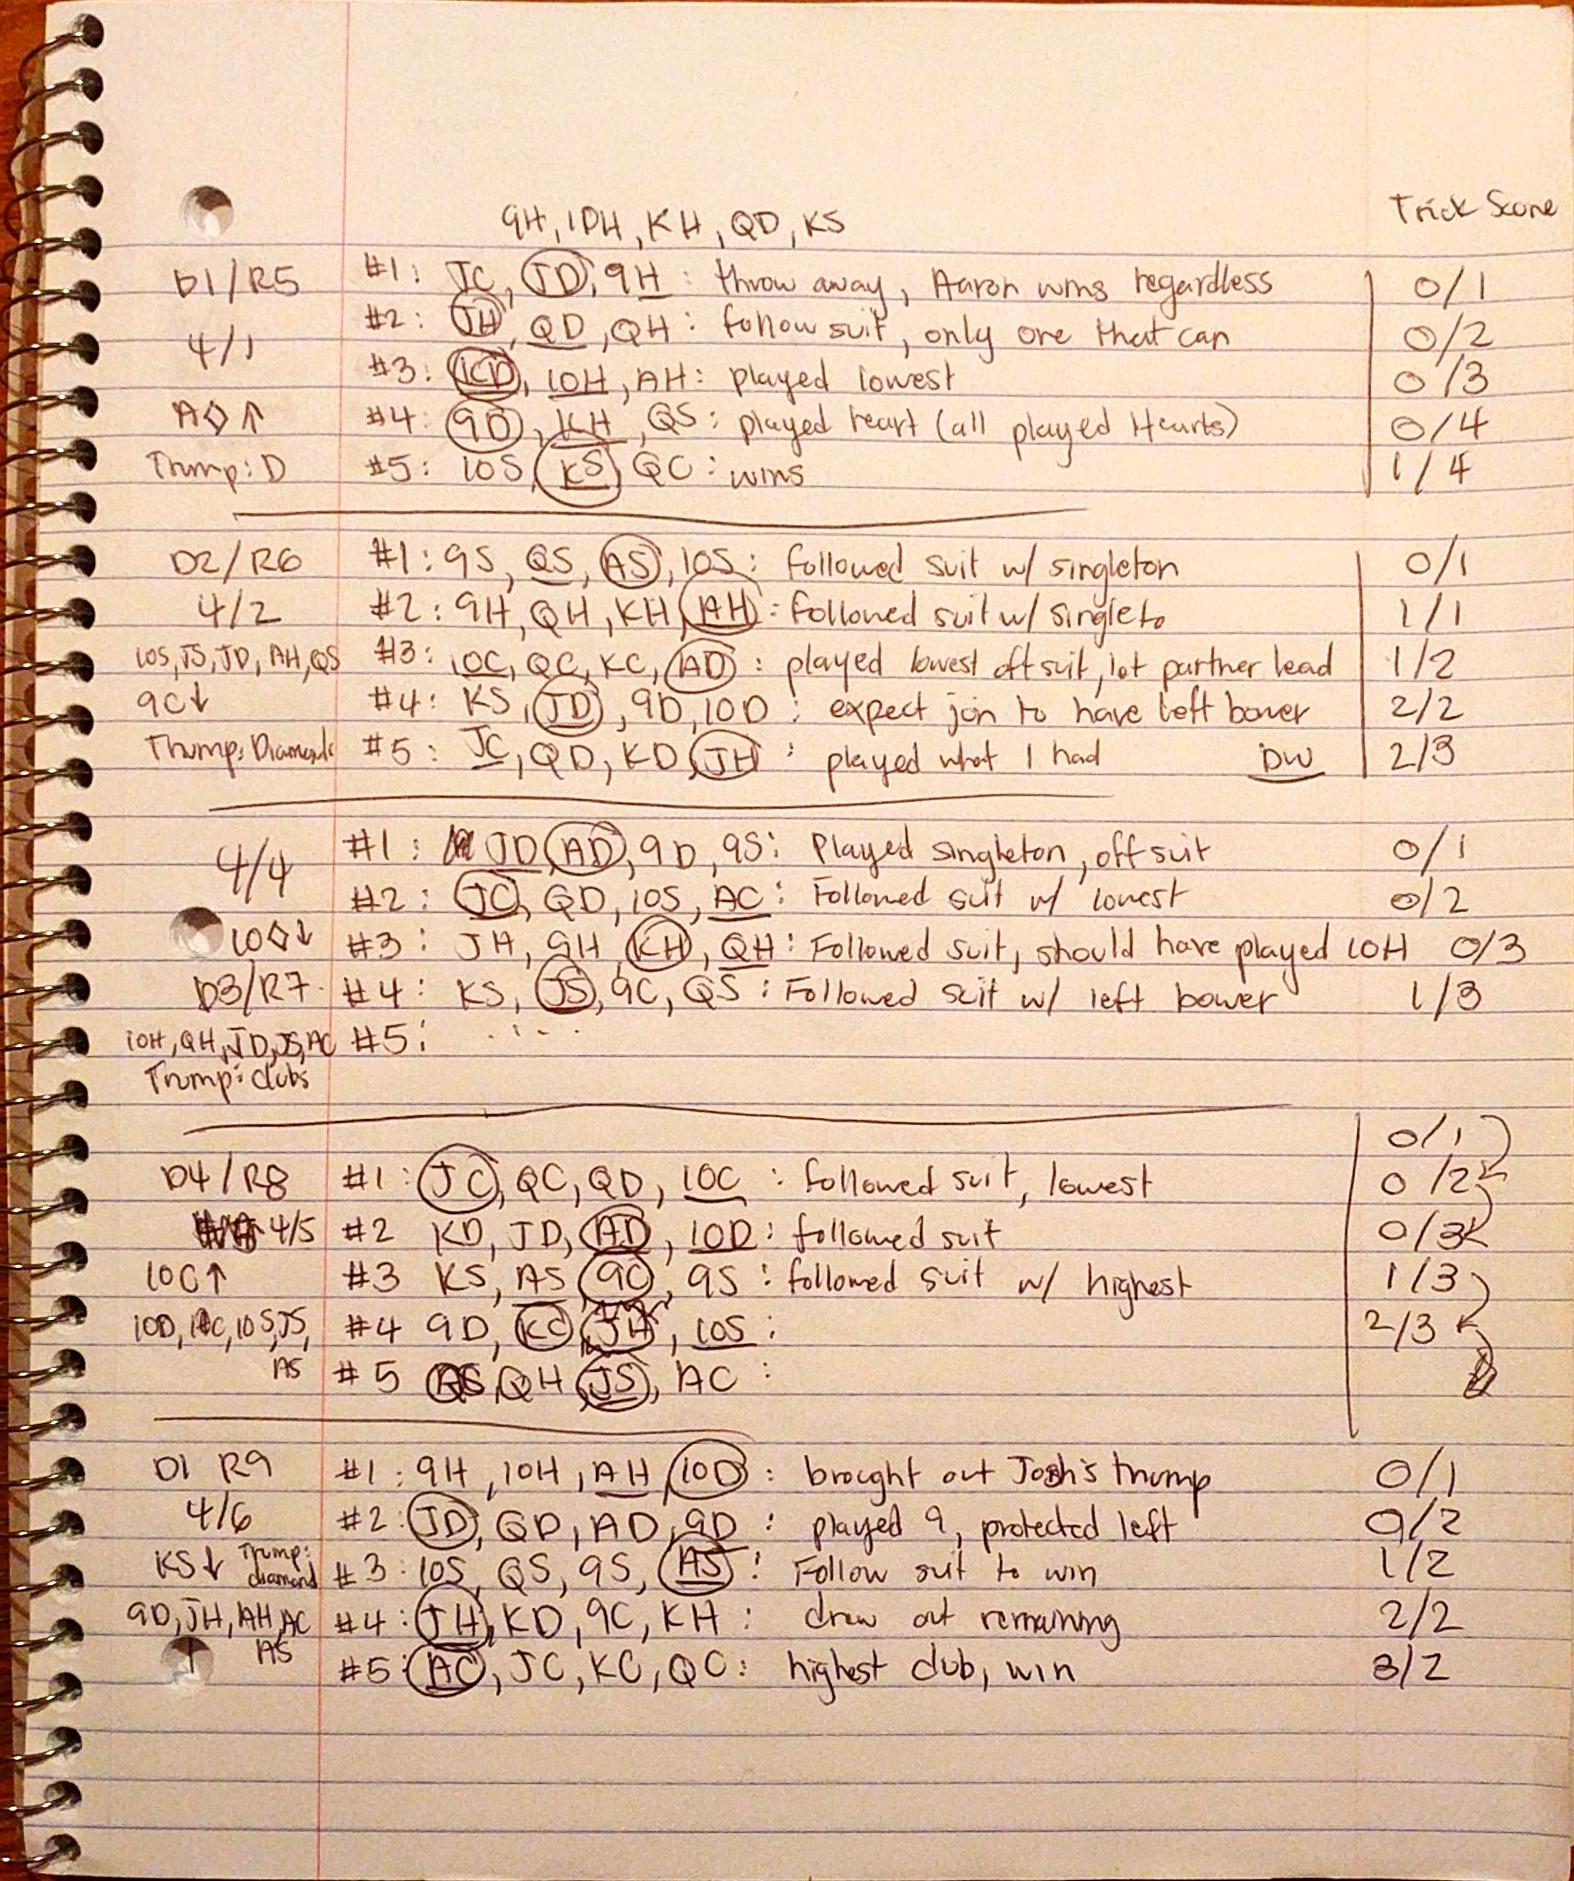 Trick Score
9H, 10H, KH, QD, KS
D1/R5 #1: JC, JD, 9H : throw away, Aaron wins regardless 0/1
#2: JH, QD, QH : follow suit, only one that can 0/2
4/1
#3: 10D, 10H, AH: played lowest 0/3
A◇↑ #4: 9D, KH, QS: played heart (all played Hearts) 0/4
Trump: D #5: 10S, KS, QC: wins 1/4
D2/R6 #1: 9S, QS, AS, 10S: followed suit w/ singleton 0/1
4/2 #2: 9H, QH, KH, AH: followed suit w/ singleto 1/1
10S, JS, JD, AH, QS #3: 10C, QC, KC, AD : played lowest offsuit, let partner lead 1/2
9C↓ #4: KS, JD, 9D, 10D : expect jon to have left bower 2/2
Trump: Diamonds #5: JC, QD, KD, JH : played what I had DW 2/3
4/4 #1: JD, AD, 9D, 9S: Played singleton, offsuit 0/1
#2: JC, QD, 10S, AC: Followed suit w/ lowest 0/2
10◇↓ #3: JH, 9H, KH, QH: Followed suit, should have played 10H 0/3
D3/R7 #4: KS, JS, 9C, QS: Followed suit w/ left bower 1/3
10H, QH, JD, JS, AC #5: ....
Trump: clubs
0/1
D4/R8 #1: JC, QC, QD, 10C : followed suit, lowest 0/2
4/5 #2 KD, JD, AD, 10D: followed suit 0/3
10C↑ #3 KS, AS, 9C, 9S: followed suit w/ highest 1/3
10D, 10C, 10S, JS, #4 9D, KC, JH, 10S: 2/3
AS #5 QH, JS, AC:
D1 R9 #1: 9H, 10H, AH, 10D: brought out Josh's trump 0/1
4/6 #2: JD, QD, AD, 9D : played 9, protected left 0/2
KS↓ Trump: diamond #3: 10S, QS, 9S, AS: Follow suit to win 1/2
9D, JH, AH, AC #4: JH, KD, 9C, KH : drew out remaining 2/2
AS
#5: AC, JC, KC, QC: highest club, win 3/2